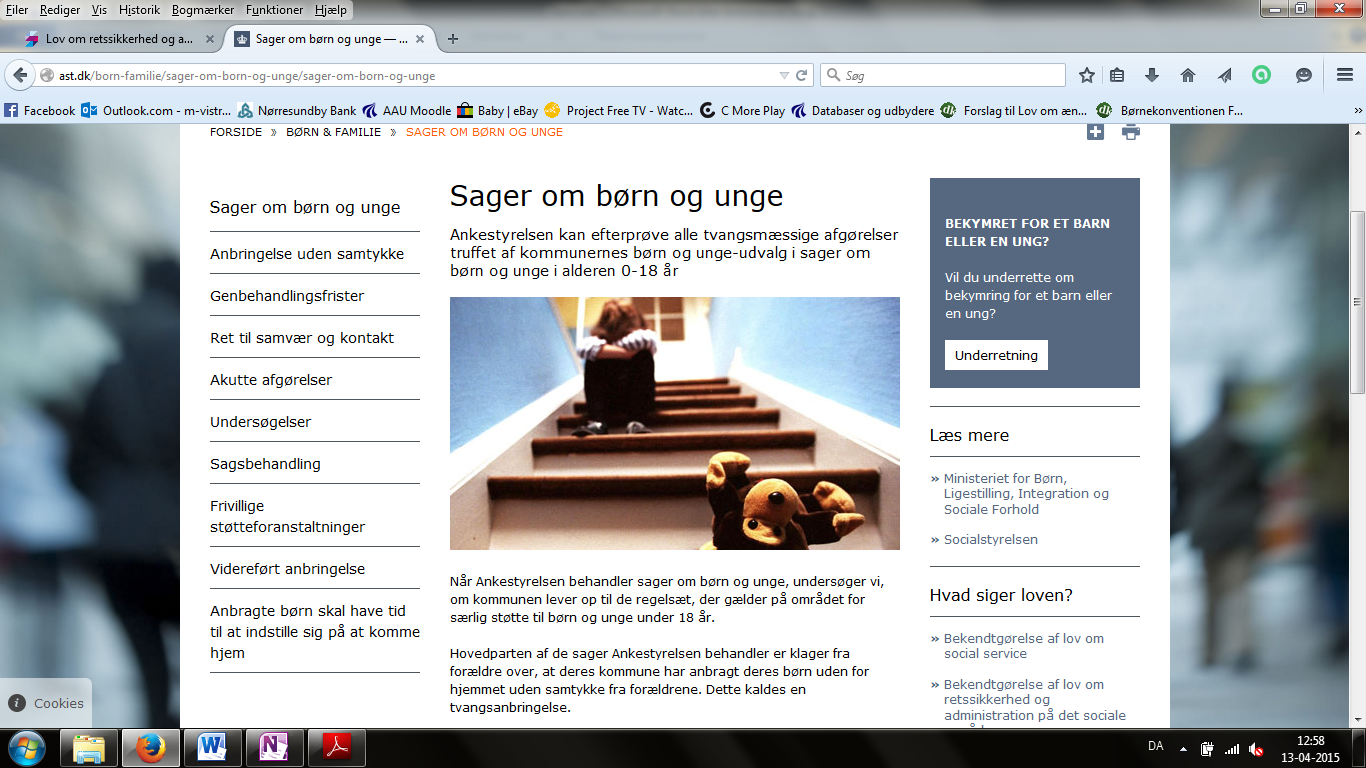 Filer Rediger Vis Historik Bogmærker Funktioner Hjælp
Lov om retssikkerhed og a...
Sager om børn og unge — ...
ast.dk/born-familie/sager-om-born-og-unge/sager-om-born-og-unge
Søg
Facebook Outlook.com - m-vistr... Nørresundby Bank AAU Moodle Baby | eBay Project Free TV - Watc... C More Play Databaser og udbydere Forslag til Lov om æn... Børnekonventionen F... »
FORSIDE » BØRN & FAMILIE » SAGER OM BØRN OG UNGE
Sager om børn og unge
Anbringelse uden samtykke
Genbehandlingsfrister
Ret til samvær og kontakt
Akutte afgørelser
Undersøgelser
Sagsbehandling
Frivillige
støtteforanstaltninger
Videreført anbringelse
Anbragte børn skal have tid
til at indstille sig på at komme
hjem
Sager om børn og unge
Ankestyrelsen kan efterprøve alle tvangsmæssige afgørelser
truffet af kommunernes børn og unge-udvalg i sager om
børn og unge i alderen 0-18 år
Når Ankestyrelsen behandler sager om børn og unge, undersøger vi,
om kommunen lever op til de regelsæt, der gælder på området for
særlig støtte til børn og unge under 18 år.
Hovedparten af de sager Ankestyrelsen behandler er klager fra
forældre over, at deres kommune har anbragt deres børn uden for
hjemmet uden samtykke fra forældrene. Dette kaldes en
tvangsanbringelse.
BEKYMRET FOR ET BARN
ELLER EN UNG?
Vil du underrette om
bekymring for et barn eller
en ung?
Underretning
Læs mere
» Ministeriet for Børn,
Ligestilling, Integration og
Sociale Forhold
» Socialstyrelsen
Hvad siger loven?
» Bekendtgørelse af lov om
social service
» Bekendtgørelse af lov om
retssikkerhed og
administration på det sociale
Cookies
DA
12:58
13-04-2015